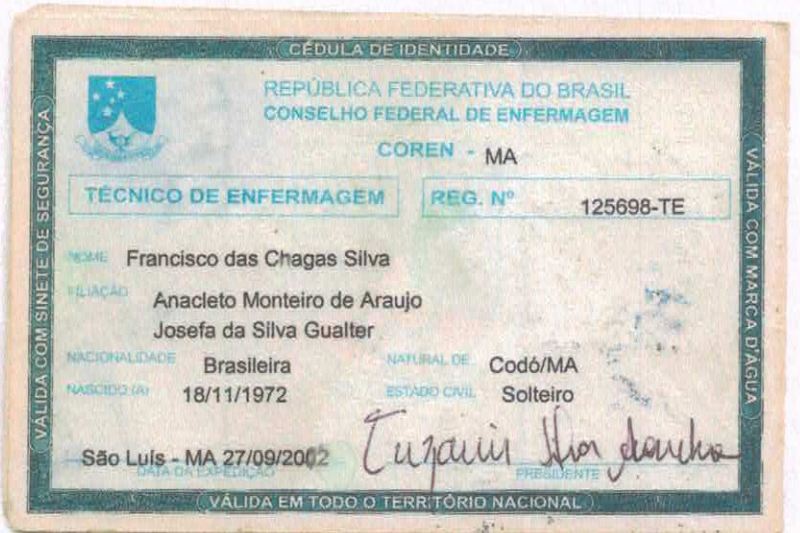 CÉDULA DE IDENTIDADE
REPÚBLICA FEDERATIVA DO BRASIL
CONSELHO FEDERAL DE ENFERMAGEM
COREN - MA
TÉCNICO DE ENFERMAGEM
REG. Nº 125698-TE
NOME Francisco das Chagas Silva
FILIAÇÃO Anacleto Monteiro de Araujo
Josefa da Silva Gualter
NACIONALIDADE Brasileira NATURAL DE Codó/MA
NASCIDO (A) 18/11/1972 ESTADO CIVIL Solteiro
São Luís - MA 27/09/2002
DATA DA EXPEDIÇÃO PRESIDENTE
VÁLIDA EM TODO O TERRITÓRIO NACIONAL
VÁLIDA COM SINETE DE SEGURANÇA
VÁLIDA COM MARCA D'ÁGUA